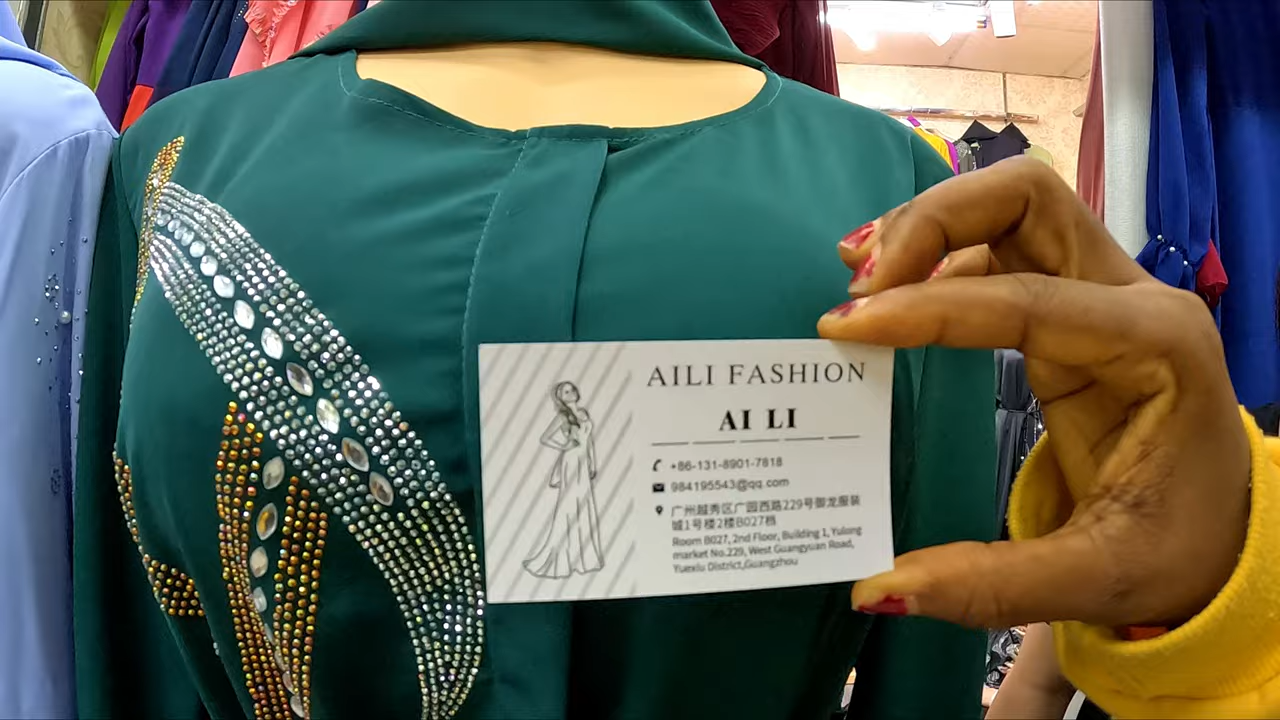 AILI FASHION
AI LI
+86-131-8901-7818
984195543@qq.com
广州越秀区广园西路229号御龙服装
城1号楼2楼B027档
Room B027, 2nd Floor, Building 1, Yulong
market No.229, West Guangyuan Road,
Yuexiu District,Guangzhou